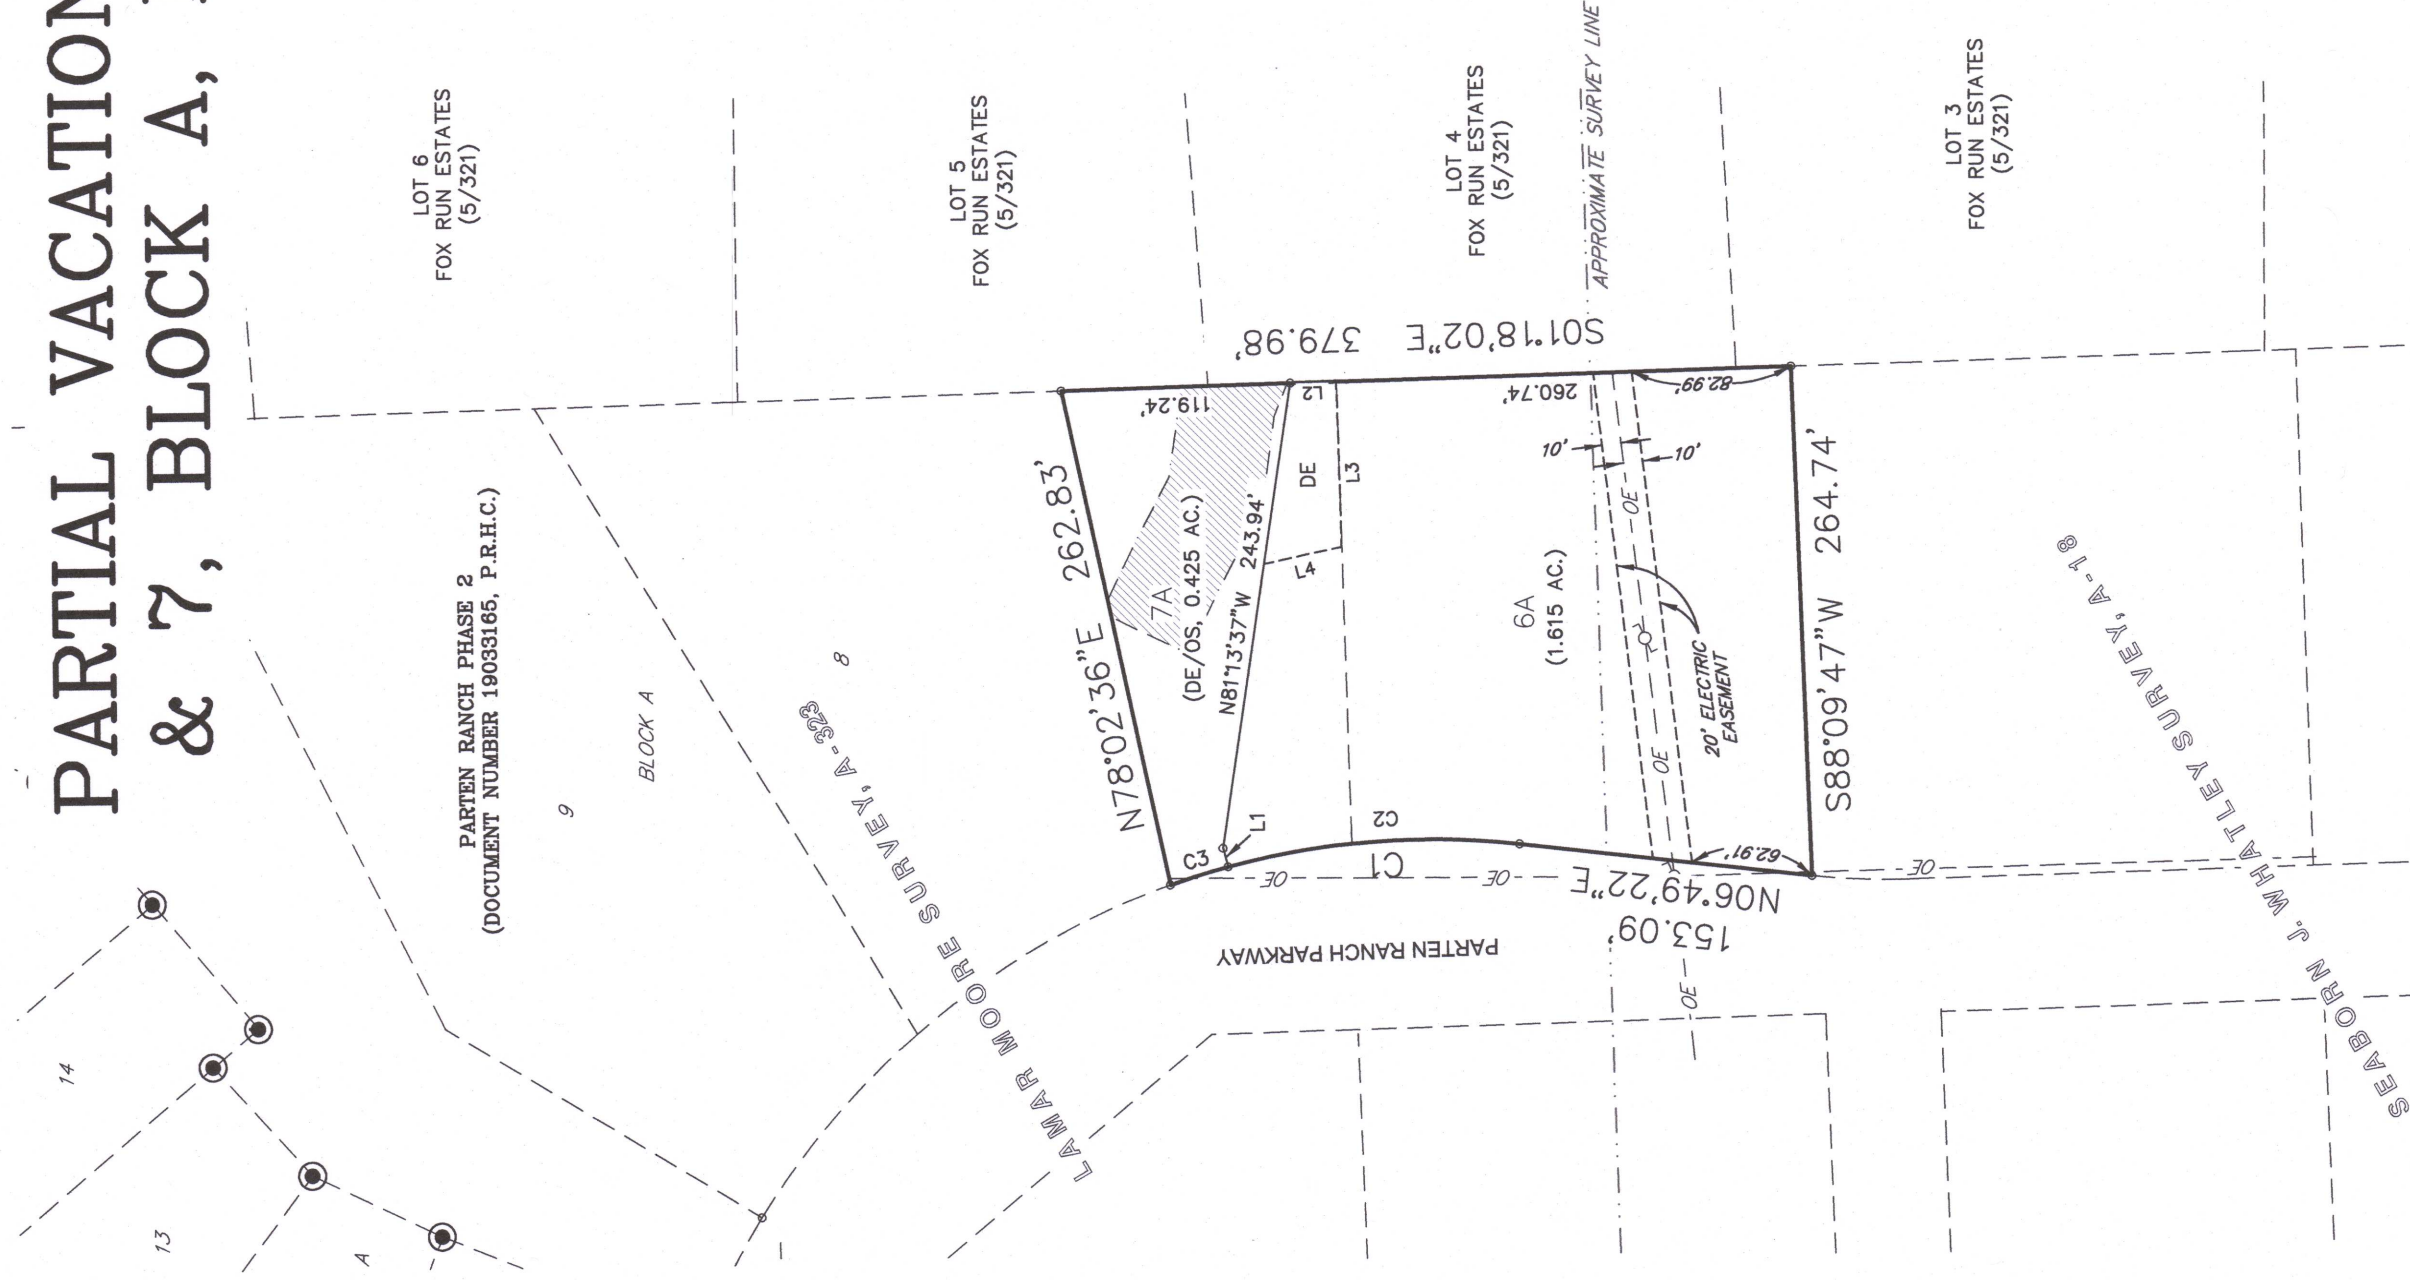 PARTIAL VACATION
& 7, BLOCK A,
LOT 6
FOX RUN ESTATES
(5/321)
LOT 5
FOX RUN ESTATES
(5/321)
LOT 4
FOX RUN ESTATES
(5/321)
APPROXIMATE SURVEY LINE
LOT 3
FOX RUN ESTATES
(5/321)
PARTEN RANCH PHASE 2
(DOCUMENT NUMBER 19033165, P.R.H.C.)
BLOCK A
9
8
14
13
A
LAMAR MOORE SURVEY, A-323
N78°02'36"E 262.83'
S01°18'02"E 379.98'
119.24'
7A
(DE/OS, 0.425 AC.)
N81°13'37"W 243.94'
L2
DE
L3
L4
260.74'
10'
10'
82.99'
6A
(1.615 AC.)
OE
OE
20' ELECTRIC
EASEMENT
S88°09'47"W 264.74'
62.91'
C3
L1
C2
C1
OE
OE
OE
N06°49'22"E
153.09'
PARTEN RANCH PARKWAY
OE
SEABORN J. WHATLEY SURVEY, A-18